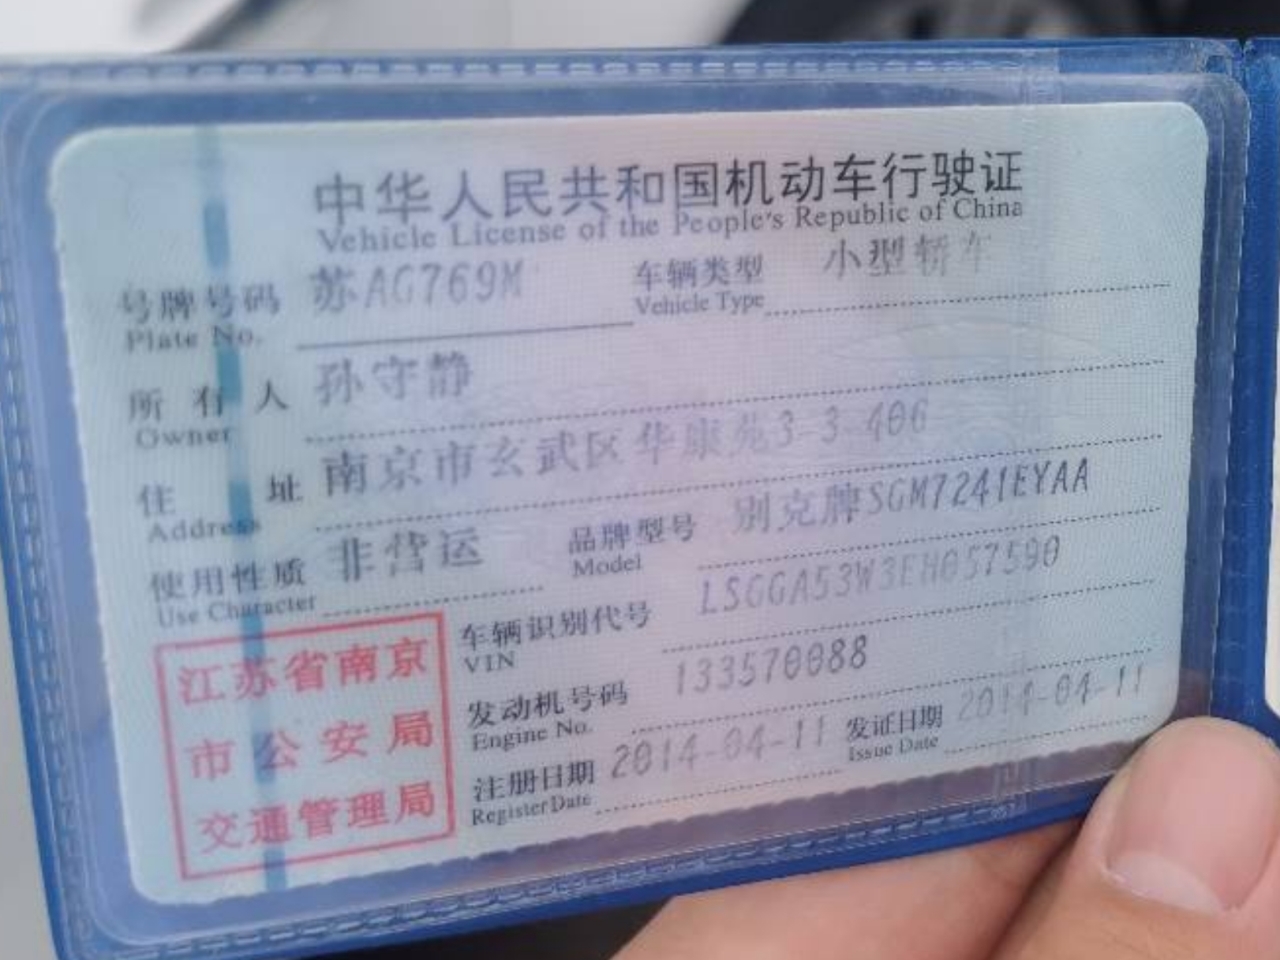 中华人民共和国机动车行驶证
Vehicle License of the People's Republic of China
号牌号码 苏AG769M 车辆类型 小型轿车
Plate No. Vehicle Type
所有人 孙守静
Owner
住址 南京市玄武区华康苑3-3-406
Address
使用性质 非营运 品牌型号 别克牌SGM7241EYAA
Use Character Model
车辆识别代号 LSGGA53W3EH057590
VIN
发动机号码 133570088
Engine No.
注册日期 2014-04-11 发证日期 2014-04-11
Register Date Issue Date
江苏省南京
市公安局
交通管理局